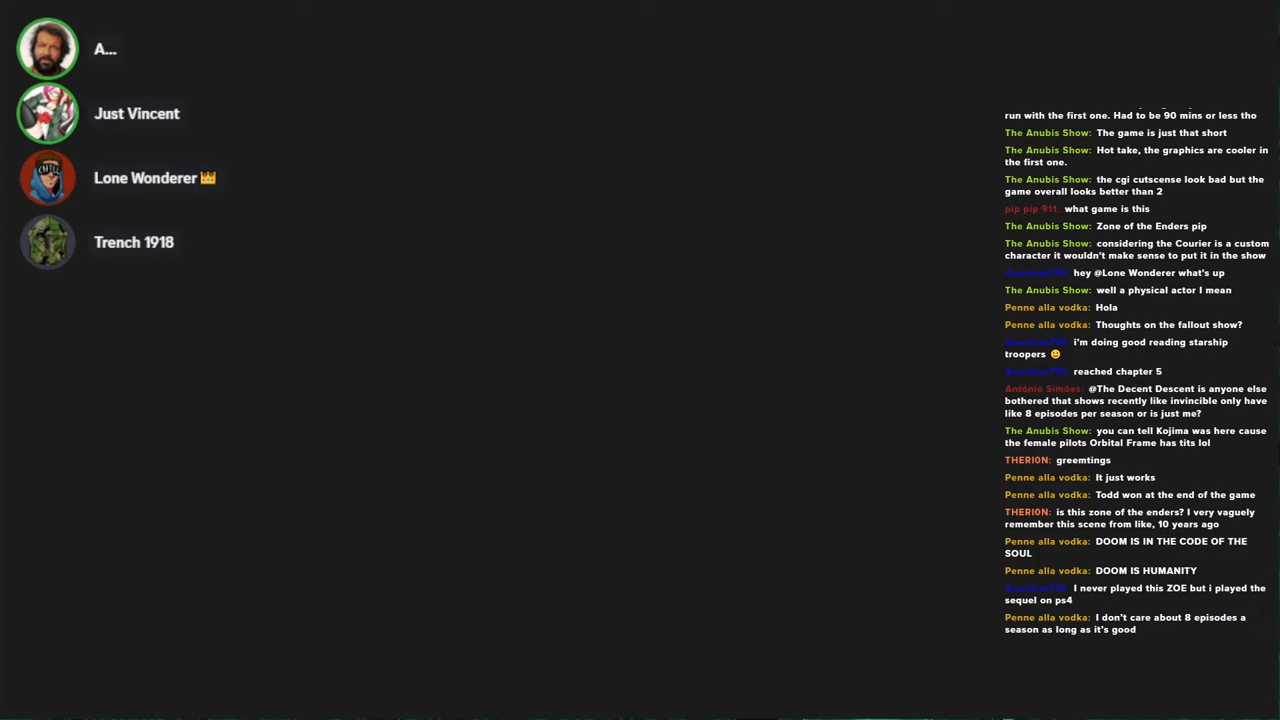 A...
Just Vincent
Lone Wonderer
Trench 1918
run with the first one. Had to be 90 mins or less tho
The Anubis Show: The game is just that short
The Anubis Show: Hot take, the graphics are cooler in
the first one.
The Anubis Show: the cgi cutscense look bad but the
game overall looks better than 2
pip pip 911: what game is this
The Anubis Show: Zone of the Enders pip
The Anubis Show: considering the Courier is a custom
character it wouldn't make sense to put it in the show
hey @Lone Wonderer what's up
The Anubis Show: well a physical actor I mean
Penne alla vodka: Hola
Penne alla vodka: Thoughts on the fallout show?
i'm doing good reading starship
troopers 🙂
reached chapter 5
António Simões: @The Decent Descent is anyone else
bothered that shows recently like invincible only have
like 8 episodes per season or is just me?
The Anubis Show: you can tell Kojima was here cause
the female pilots Orbital Frame has tits lol
THERI0N: greemtings
Penne alla vodka: It just works
Penne alla vodka: Todd won at the end of the game
THERI0N: is this zone of the enders? I very vaguely
remember this scene from like, 10 years ago
Penne alla vodka: DOOM IS IN THE CODE OF THE
SOUL
Penne alla vodka: DOOM IS HUMANITY
I never played this ZOE but i played the
sequel on ps4
Penne alla vodka: I don't care about 8 episodes a
season as long as it's good